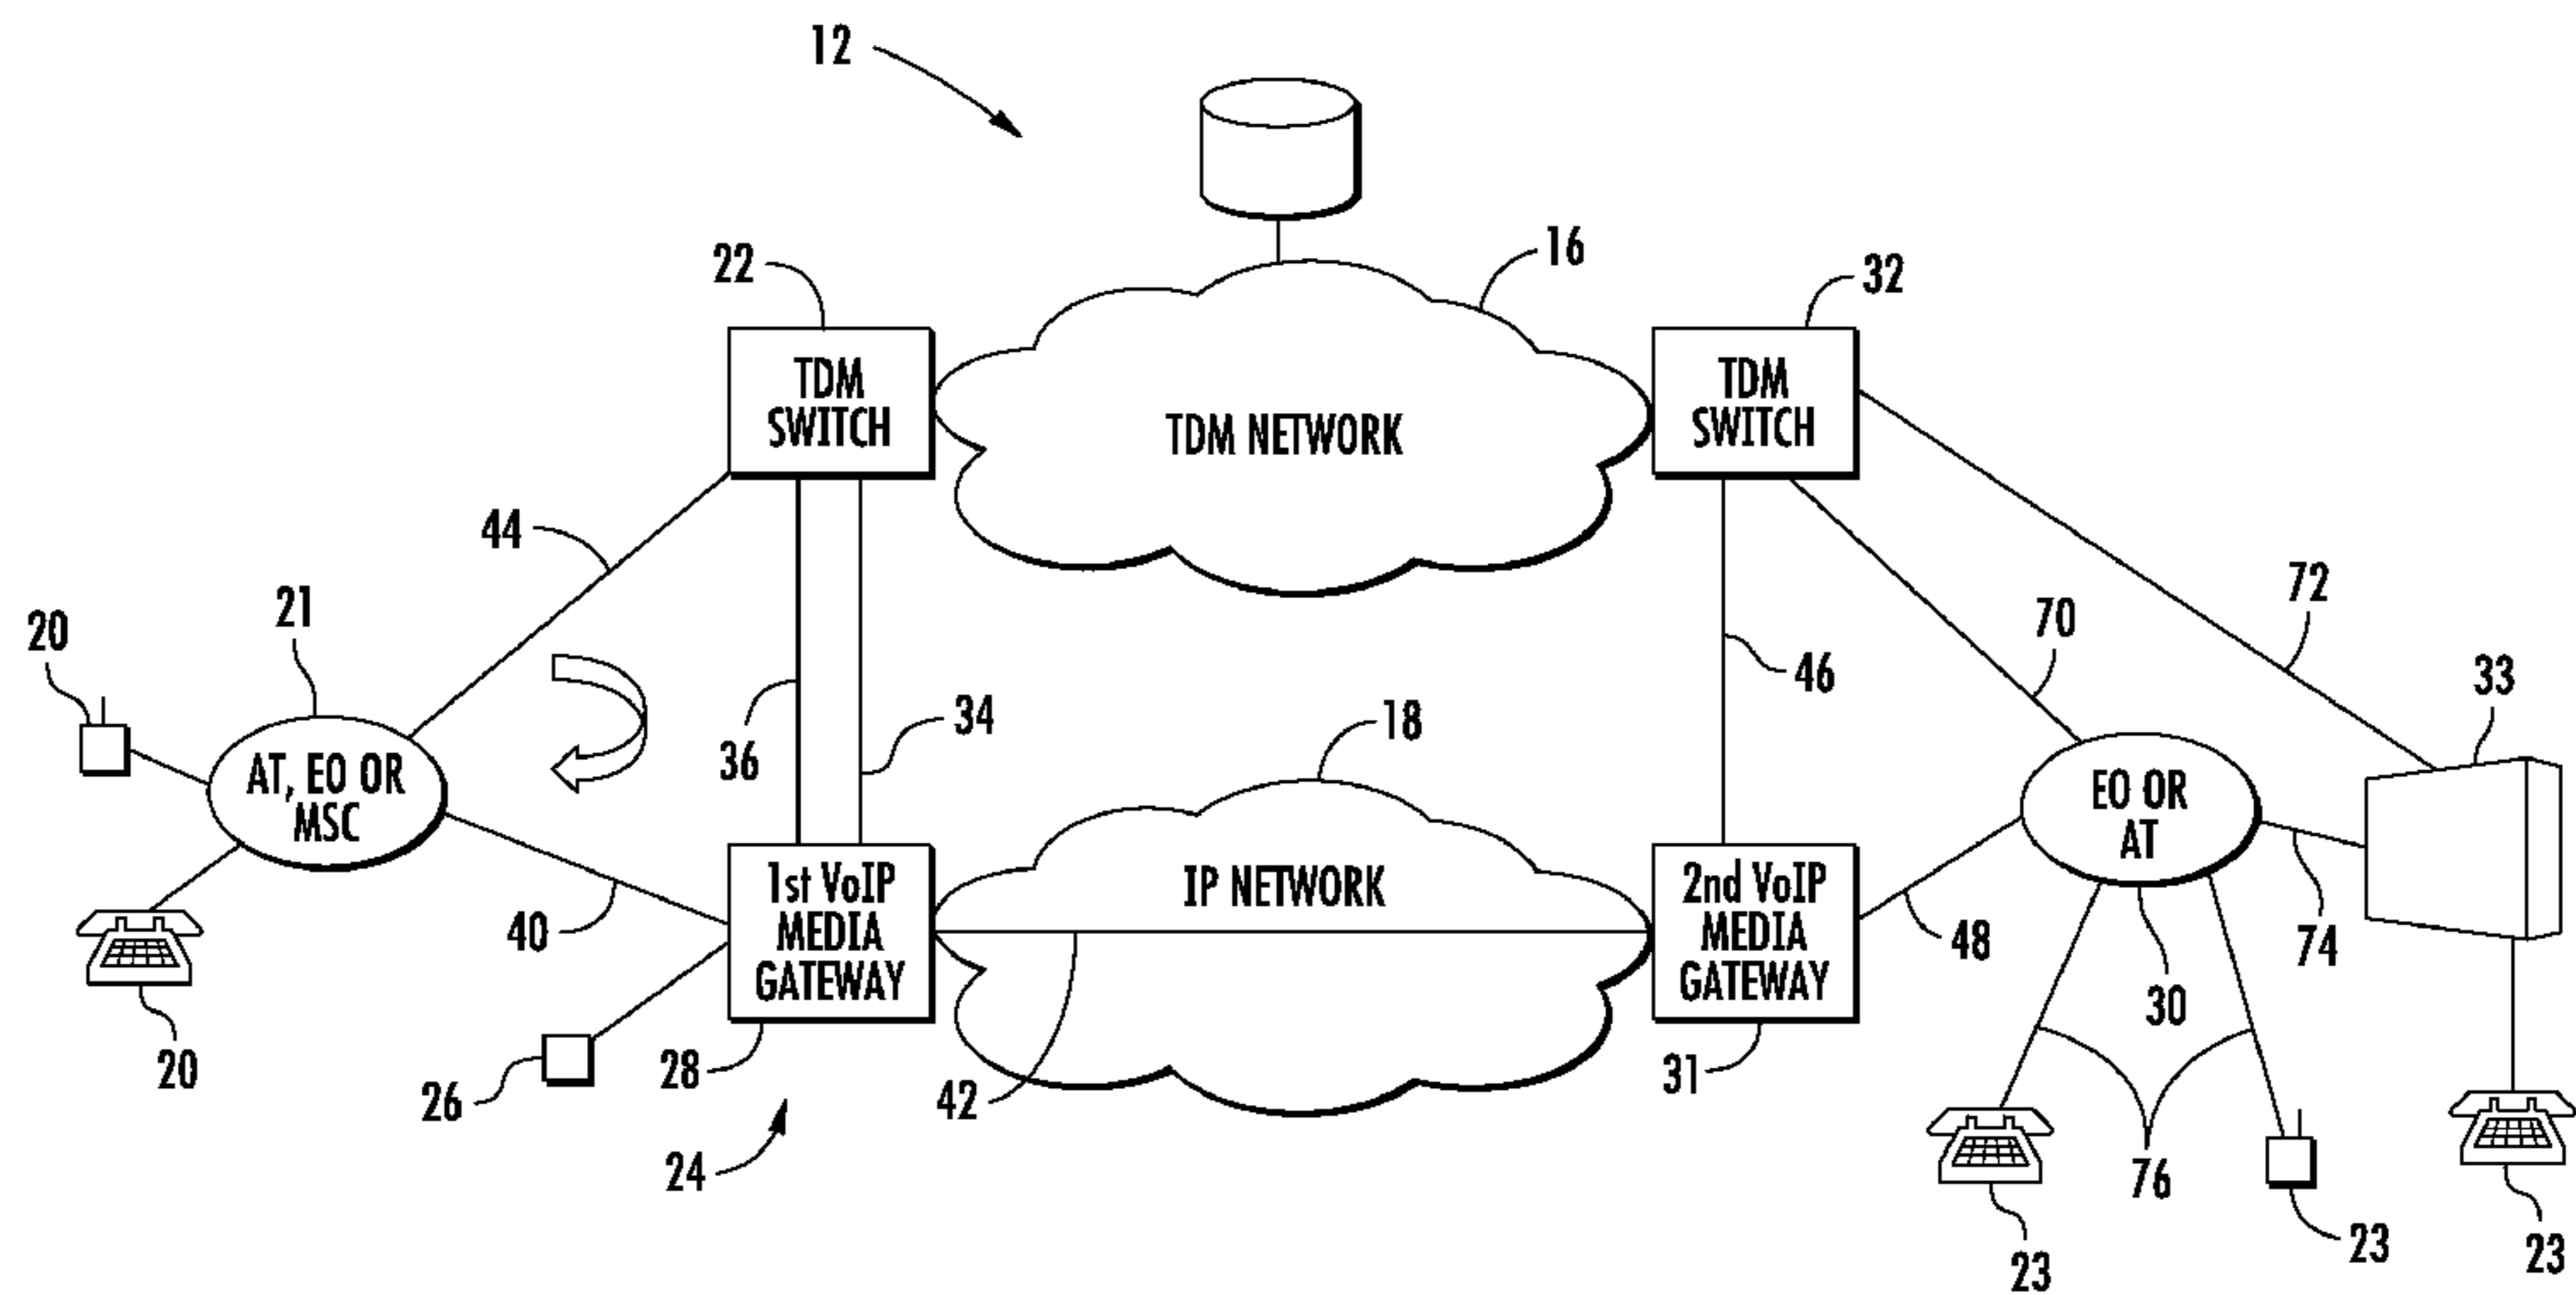 12
16
22
32
TDM
SWITCH
TDM NETWORK
TDM
SWITCH
44
72
21
70
20
46
33
34
18
36
AT, EO OR
MSC
EO OR
AT
1st VoIP
MEDIA
GATEWAY
IP NETWORK
2nd VoIP
MEDIA
GATEWAY
40
48
74
30
20
26
28
42
31
24
76
23
23
23